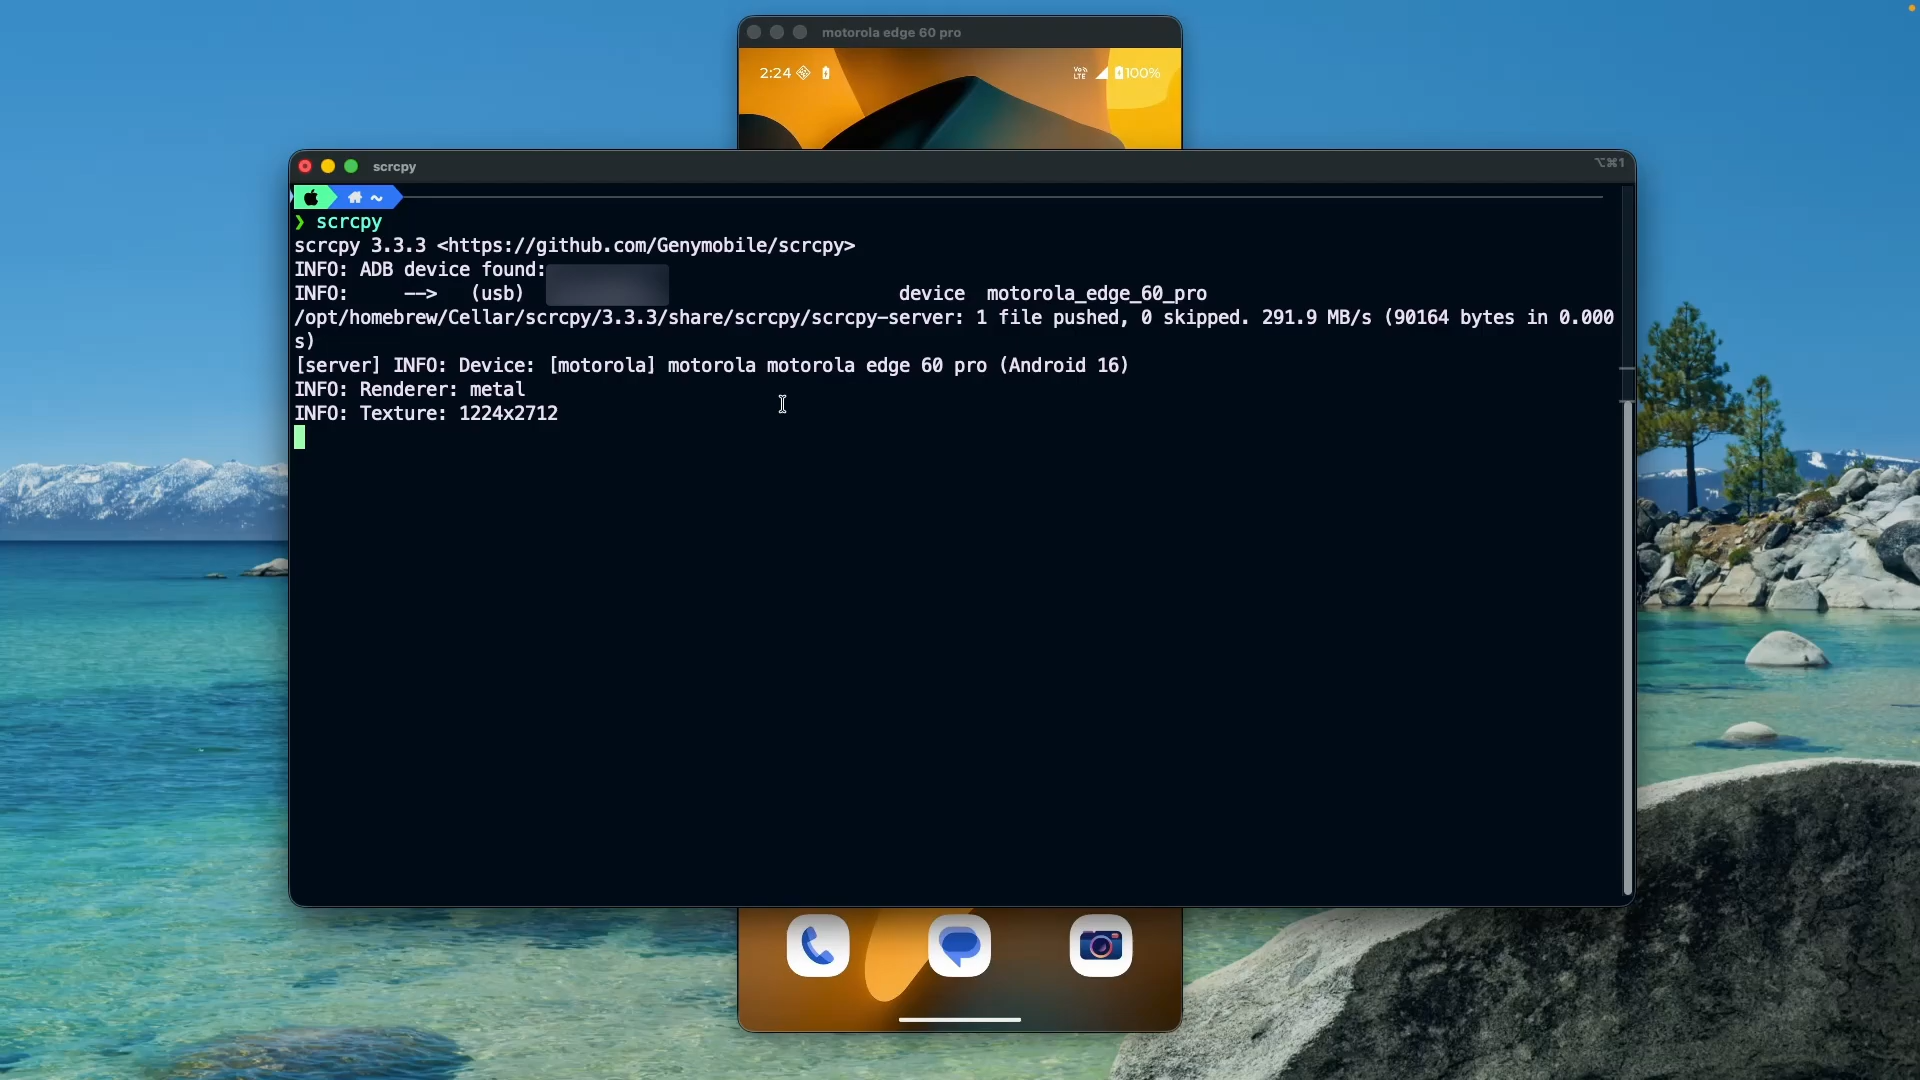 motorola edge 60 pro
2:24
Vo
LTE
100%
scrcpy
⌥⌘1
~
❯ scrcpy
scrcpy 3.3.3 <https://github.com/Genymobile/scrcpy>
INFO: ADB device found:
INFO:     -->   (usb)                                  device  motorola_edge_60_pro
/opt/homebrew/Cellar/scrcpy/3.3.3/share/scrcpy/scrcpy-server: 1 file pushed, 0 skipped. 291.9 MB/s (90164 bytes in 0.000
s)
[server] INFO: Device: [motorola] motorola motorola edge 60 pro (Android 16)
INFO: Renderer: metal
INFO: Texture: 1224x2712